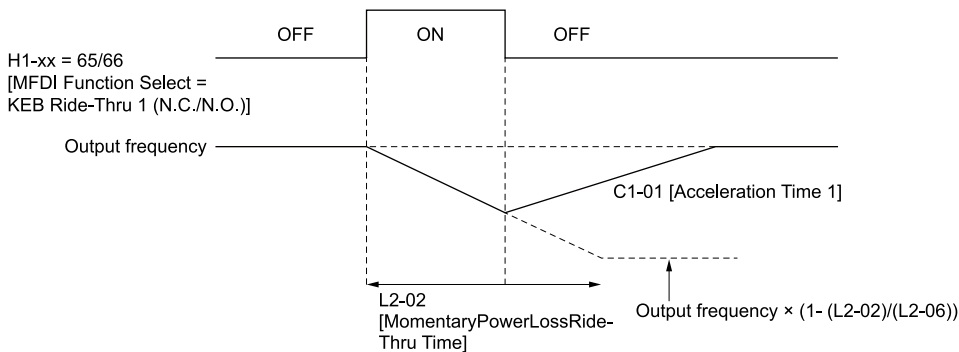 OFF
ON
OFF
H1-xx = 65/66
[MFDI Function Select =
KEB Ride-Thru 1 (N.C./N.O.)]
Output frequency
C1-01 [Acceleration Time 1]
L2-02
[MomentaryPowerLossRide-
Thru Time]
Output frequency × (1- (L2-02)/(L2-06))